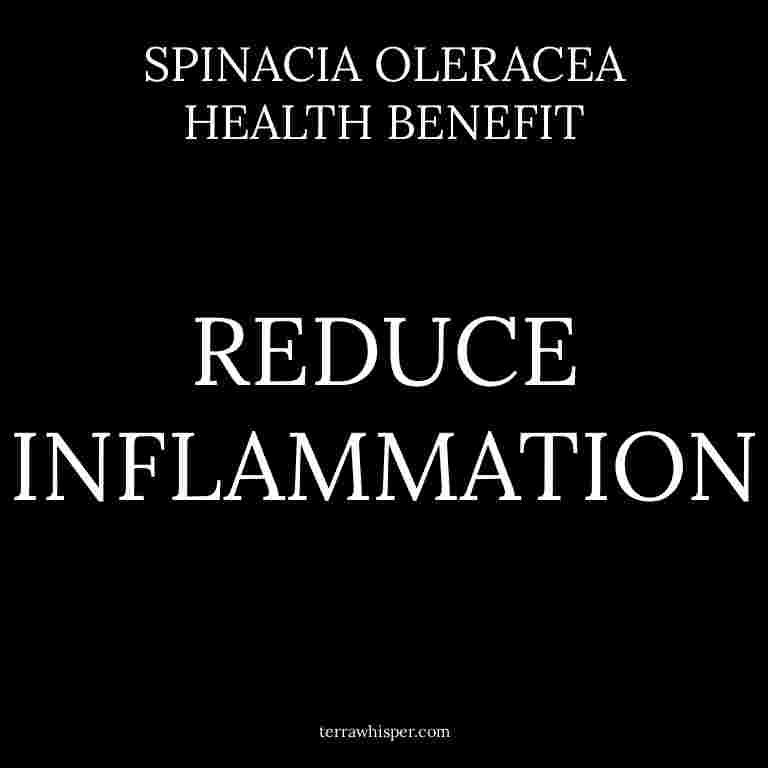 SPINACIA OLERACEA
HEALTH BENEFIT
REDUCE
INFLAMMATION
terrawhisper.com